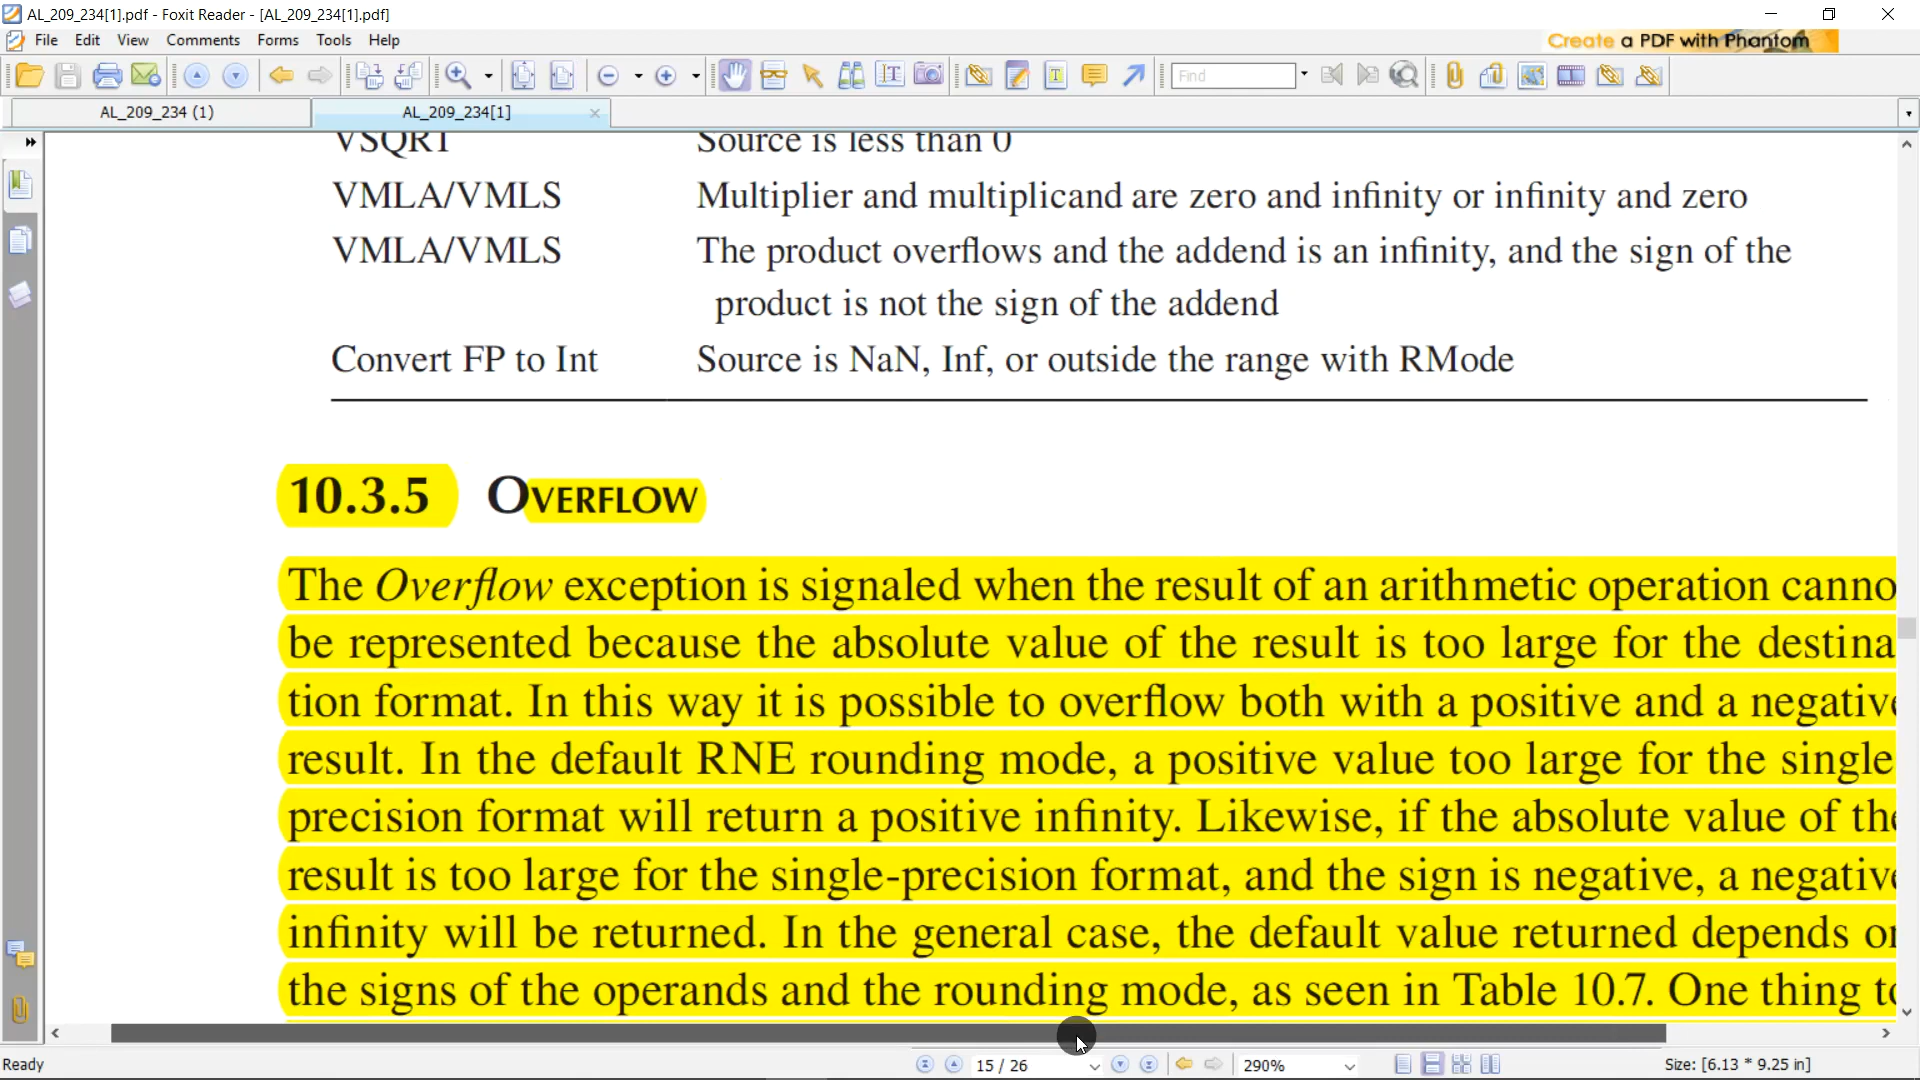 AL_209_234[1].pdf - Foxit Reader - [AL_209_234[1].pdf]
File Edit View Comments Forms Tools Help
Create a PDF with Phantom
Find
AL_209_234 (1)
AL_209_234[1]
VSQRT Source is less than 0
VMLA/VMLS Multiplier and multiplicand are zero and infinity or infinity and zero
VMLA/VMLS The product overflows and the addend is an infinity, and the sign of the
product is not the sign of the addend
Convert FP to Int Source is NaN, Inf, or outside the range with RMode
10.3.5 OVERFLOW
The Overflow exception is signaled when the result of an arithmetic operation canno
be represented because the absolute value of the result is too large for the destina
tion format. In this way it is possible to overflow both with a positive and a negative
result. In the default RNE rounding mode, a positive value too large for the single
precision format will return a positive infinity. Likewise, if the absolute value of the
result is too large for the single-precision format, and the sign is negative, a negative
infinity will be returned. In the general case, the default value returned depends on
the signs of the operands and the rounding mode, as seen in Table 10.7. One thing to
Ready
15 / 26
290%
Size: [6.13 * 9.25 in]